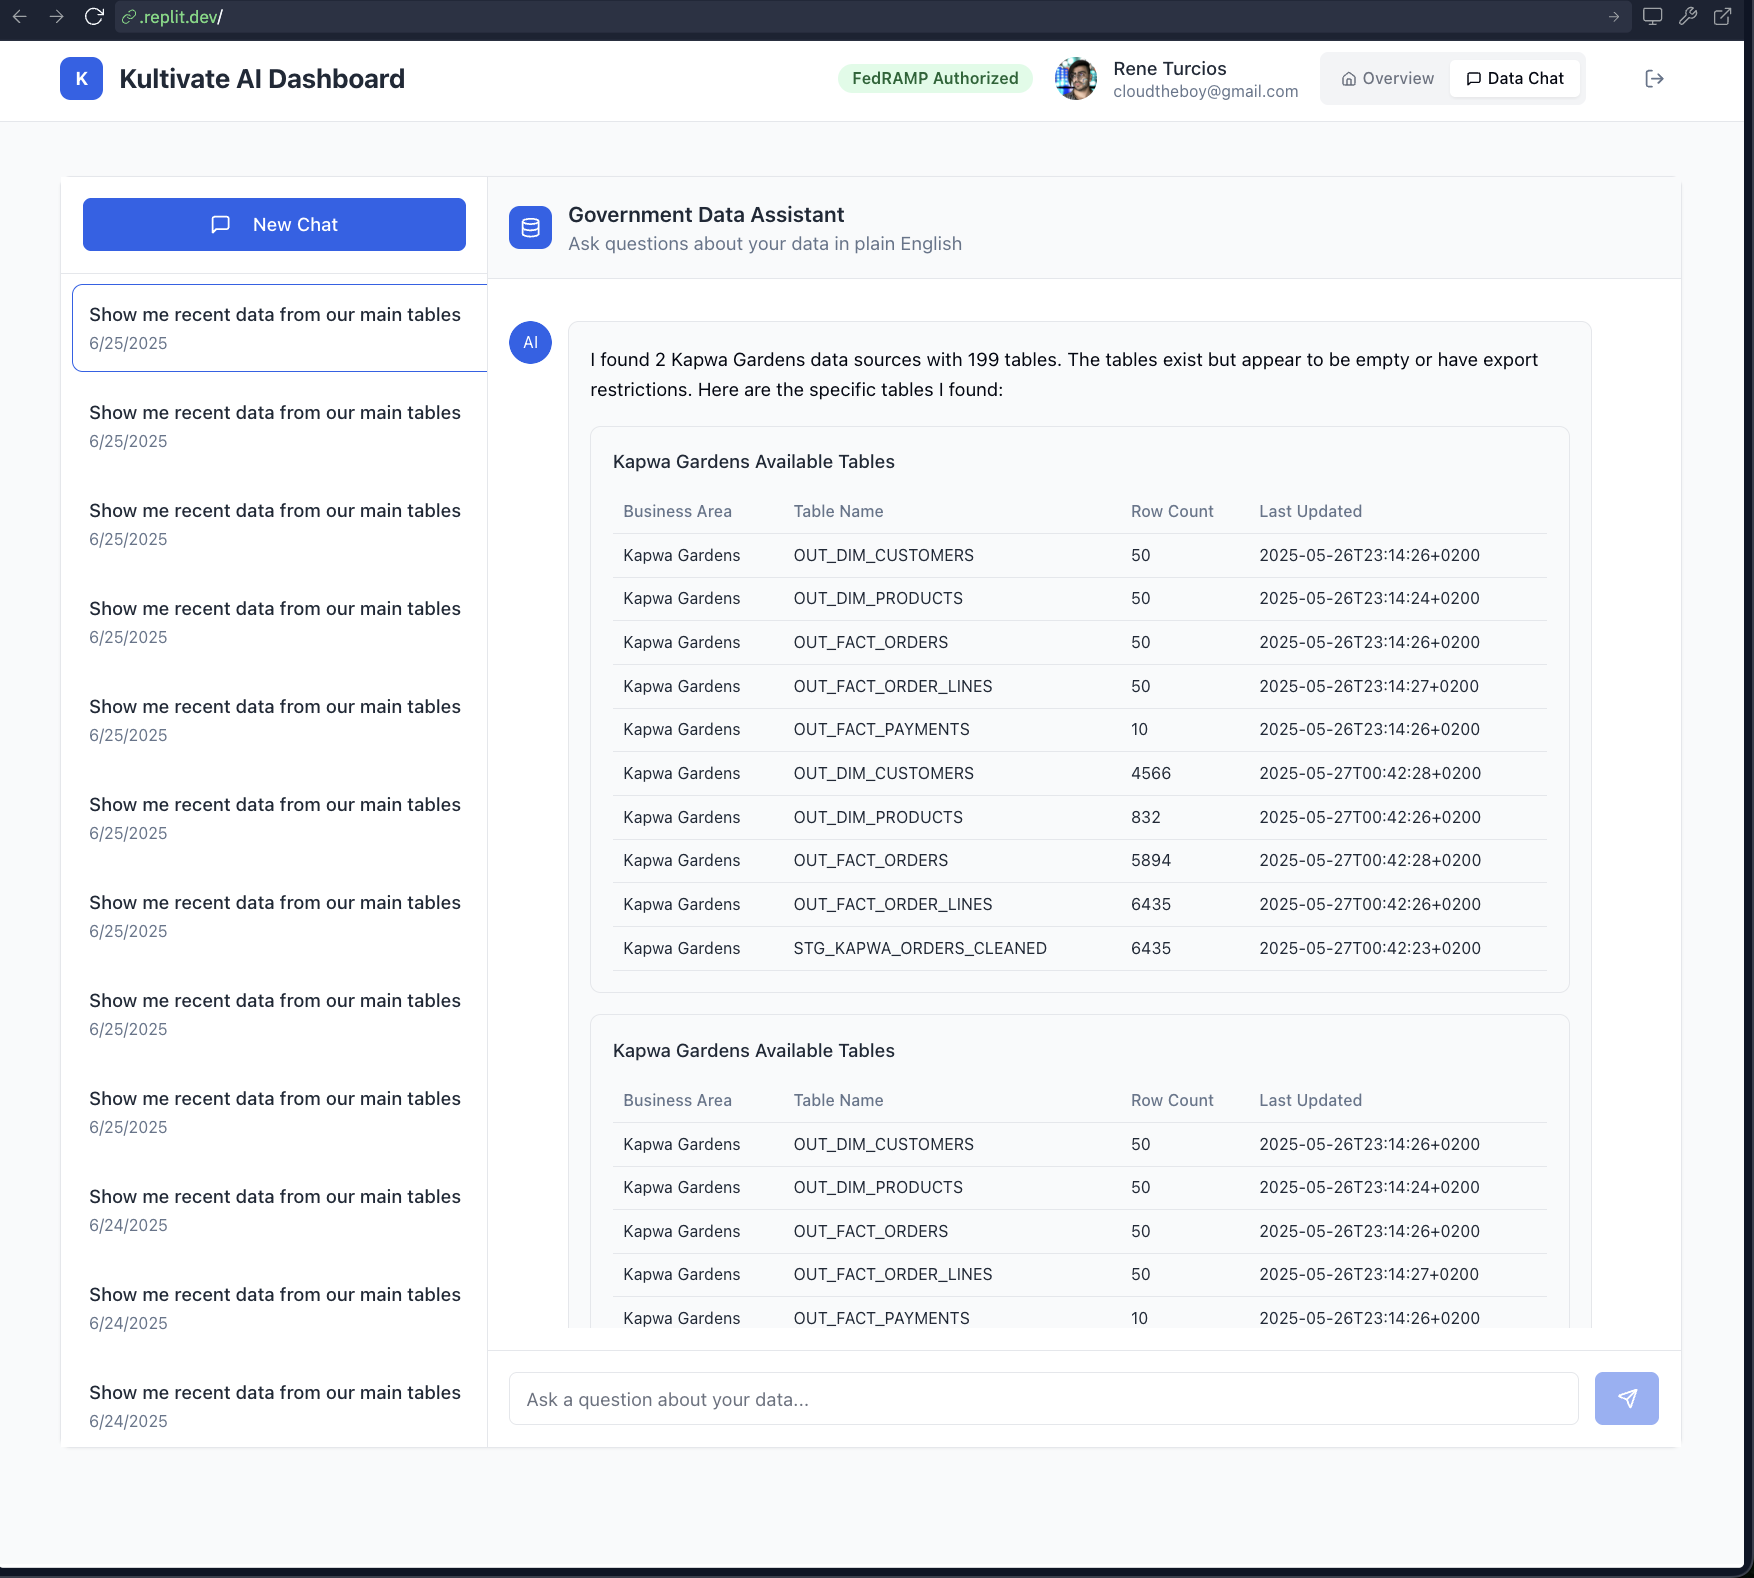 .replit.dev/
K
Kultivate AI Dashboard
FedRAMP Authorized
Rene Turcios
cloudtheboy@gmail.com
Overview
Data Chat
New Chat
Show me recent data from our main tables
6/25/2025
Show me recent data from our main tables
6/25/2025
Show me recent data from our main tables
6/25/2025
Show me recent data from our main tables
6/25/2025
Show me recent data from our main tables
6/25/2025
Show me recent data from our main tables
6/25/2025
Show me recent data from our main tables
6/25/2025
Show me recent data from our main tables
6/25/2025
Show me recent data from our main tables
6/25/2025
Show me recent data from our main tables
6/24/2025
Show me recent data from our main tables
6/24/2025
Show me recent data from our main tables
6/24/2025
Government Data Assistant
Ask questions about your data in plain English
AI
I found 2 Kapwa Gardens data sources with 199 tables. The tables exist but appear to be empty or have export
restrictions. Here are the specific tables I found:
Kapwa Gardens Available Tables
Business Area Table Name Row Count Last Updated
Kapwa Gardens OUT_DIM_CUSTOMERS 50 2025-05-26T23:14:26+0200
Kapwa Gardens OUT_DIM_PRODUCTS 50 2025-05-26T23:14:24+0200
Kapwa Gardens OUT_FACT_ORDERS 50 2025-05-26T23:14:26+0200
Kapwa Gardens OUT_FACT_ORDER_LINES 50 2025-05-26T23:14:27+0200
Kapwa Gardens OUT_FACT_PAYMENTS 10 2025-05-26T23:14:26+0200
Kapwa Gardens OUT_DIM_CUSTOMERS 4566 2025-05-27T00:42:28+0200
Kapwa Gardens OUT_DIM_PRODUCTS 832 2025-05-27T00:42:26+0200
Kapwa Gardens OUT_FACT_ORDERS 5894 2025-05-27T00:42:28+0200
Kapwa Gardens OUT_FACT_ORDER_LINES 6435 2025-05-27T00:42:26+0200
Kapwa Gardens STG_KAPWA_ORDERS_CLEANED 6435 2025-05-27T00:42:23+0200
Kapwa Gardens Available Tables
Business Area Table Name Row Count Last Updated
Kapwa Gardens OUT_DIM_CUSTOMERS 50 2025-05-26T23:14:26+0200
Kapwa Gardens OUT_DIM_PRODUCTS 50 2025-05-26T23:14:24+0200
Kapwa Gardens OUT_FACT_ORDERS 50 2025-05-26T23:14:26+0200
Kapwa Gardens OUT_FACT_ORDER_LINES 50 2025-05-26T23:14:27+0200
Kapwa Gardens OUT_FACT_PAYMENTS 10 2025-05-26T23:14:26+0200
Ask a question about your data...